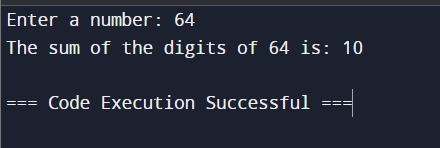 Enter a number: 64
The sum of the digits of 64 is: 10
=== Code Execution Successful ===